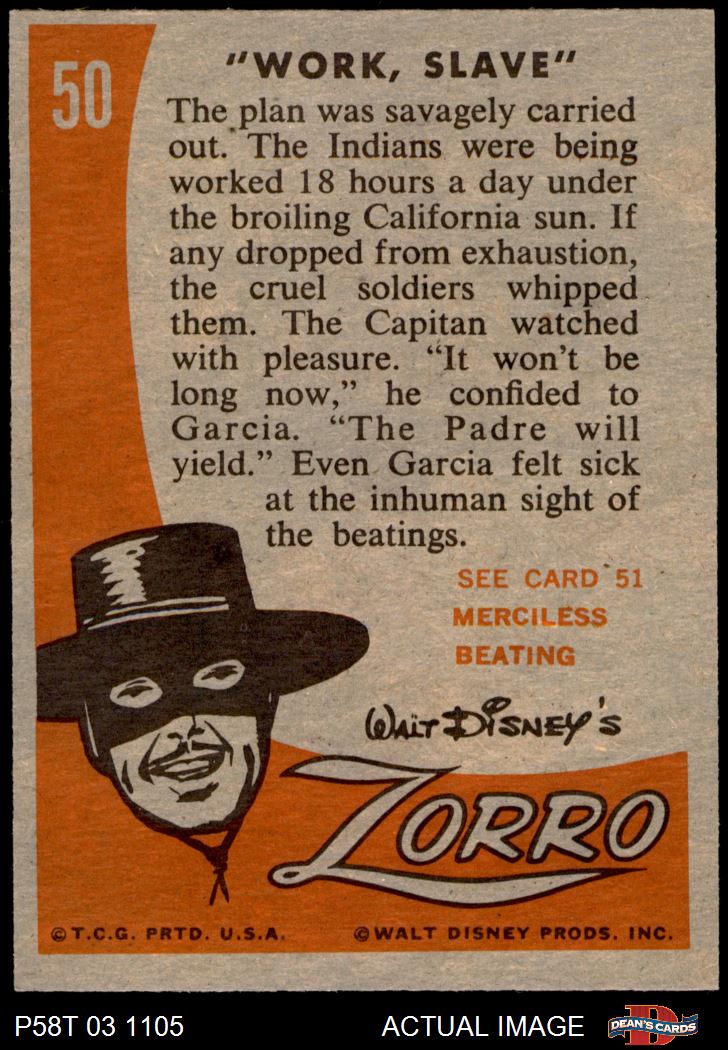 50
"WORK, SLAVE"
The plan was savagely carried
out. The Indians were being
worked 18 hours a day under
the broiling California sun. If
any dropped from exhaustion,
the cruel soldiers whipped
them. The Capitan watched
with pleasure. “It won’t be
long now,” he confided to
Garcia. “The Padre will
yield.” Even Garcia felt sick
at the inhuman sight of
the beatings.
SEE CARD 51
MERCILESS
BEATING
WALT DISNEY'S
ZORRO
©T.C.G. PRTD. U.S.A.
©WALT DISNEY PRODS. INC.
P58T 03 1105
ACTUAL IMAGE
D
DEAN'S CARDS